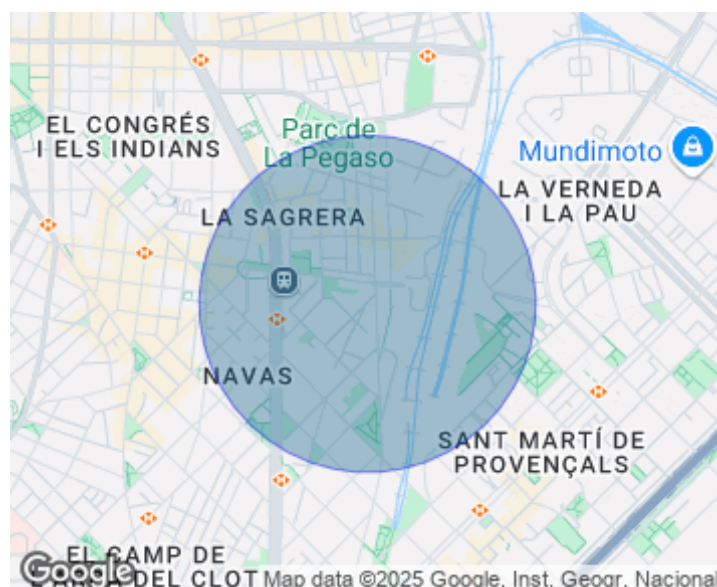 EL CONGRÉS
I ELS INDIANS
Parc de
La Pegaso
Mundimoto
LA VERNEDA
I LA PAU
LA SAGRERA
NAVAS
SANT MARTÍ DE
PROVENÇALS
EL CAMP DE
DEL CLOT
Google
Map data ©2025 Google, Inst. Geogr. Nacional